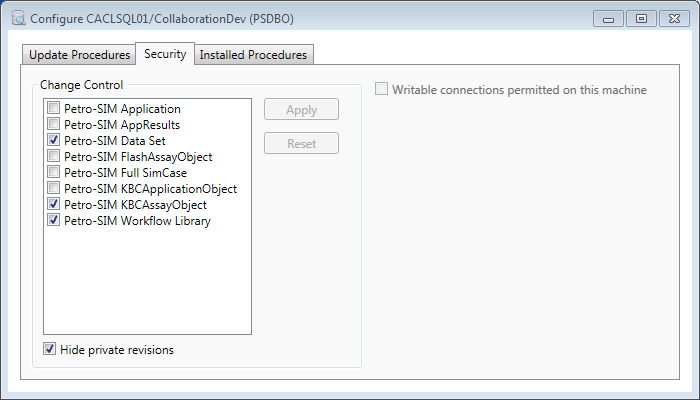 Configure CACLSQL01/CollaborationDev (PSDBO)
Update Procedures
Security
Installed Procedures
Change Control
Petro-SIM Application
Petro-SIM AppResults
Petro-SIM Data Set
Petro-SIM FlashAssayObject
Petro-SIM Full SimCase
Petro-SIM KBCApplicationObject
Petro-SIM KBCAssayObject
Petro-SIM Workflow Library
Hide private revisions
Apply
Reset
Writable connections permitted on this machine